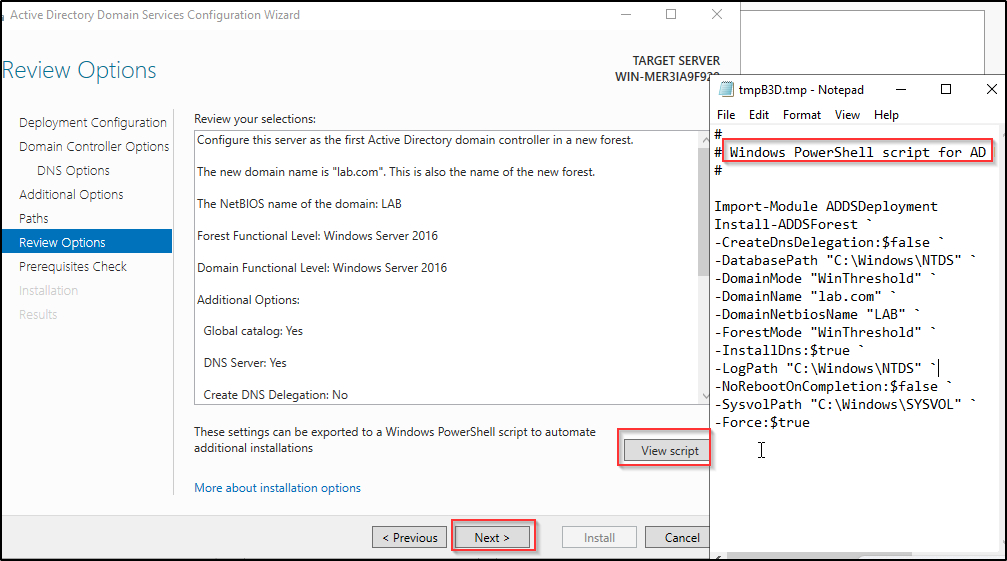 Active Directory Domain Services Configuration Wizard
Review Options
TARGET SERVER
Deployment Configuration
Domain Controller Options
DNS Options
Additional Options
Paths
Review Options
Prerequisites Check
Installation
Results
Review your selections:
Configure this server as the first Active Directory domain controller in a new forest.
The new domain name is "lab.com". This is also the name of the new forest.
The NetBIOS name of the domain: LAB
Forest Functional Level: Windows Server 2016
Domain Functional Level: Windows Server 2016
Additional Options:
Global catalog: Yes
DNS Server: Yes
Create DNS Delegation: No
These settings can be exported to a Windows PowerShell script to automate
additional installations
View script
More about installation options
< Previous
Next >
Install
Cancel
tmpB3D.tmp - Notepad
File Edit Format View Help
#
# Windows PowerShell script for AD
#
Import-Module ADDSDeployment
Install-ADDSForest `
-CreateDnsDelegation:$false `
-DatabasePath "C:\Windows\NTDS" `
-DomainMode "WinThreshold" `
-DomainName "lab.com" `
-DomainNetbiosName "LAB" `
-ForestMode "WinThreshold" `
-InstallDns:$true `
-LogPath "C:\Windows\NTDS" `
-NoRebootOnCompletion:$false `
-SysvolPath "C:\Windows\SYSVOL" `
-Force:$true